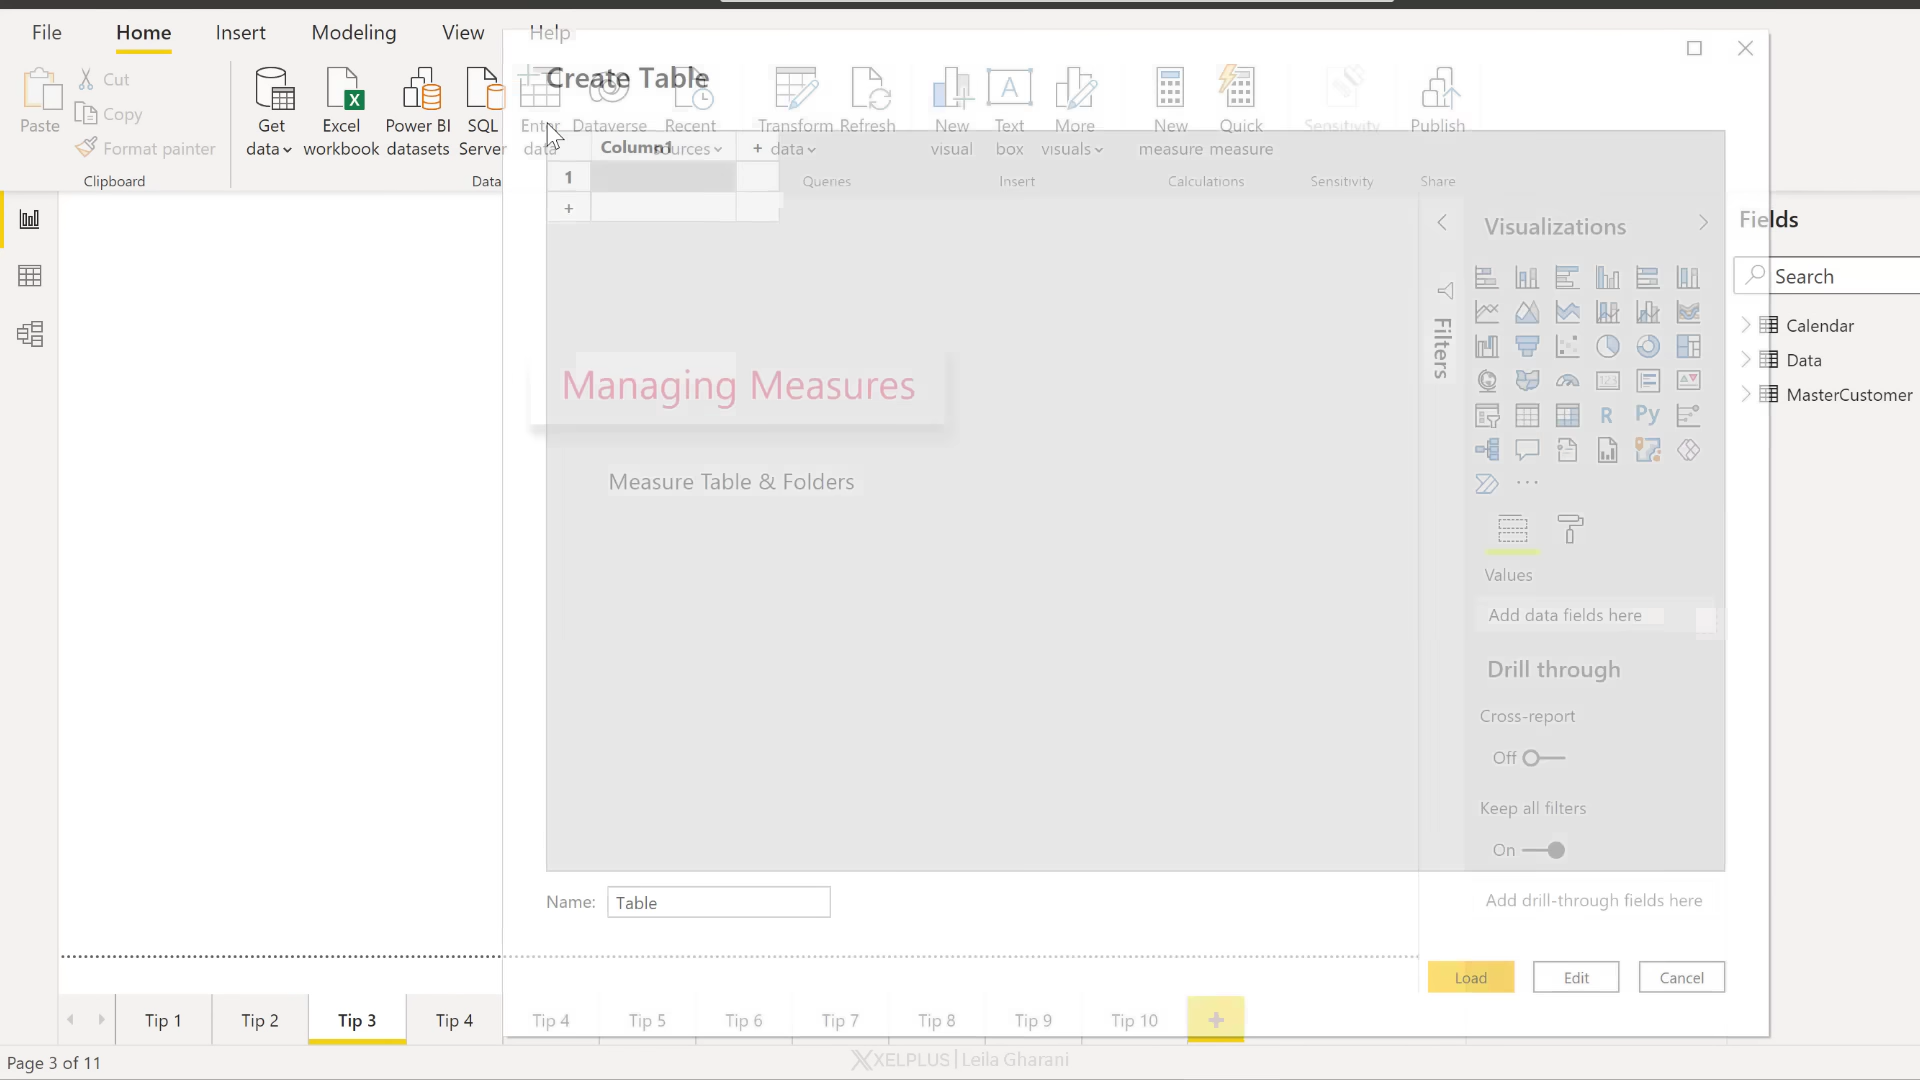 File Home Insert Modeling View Help
Create Table
Paste Cut Copy Format painter
Clipboard
Get data
Excel workbook
Power BI datasets
SQL Server
Enter data
Dataverse
Recent sources
Data
Transform data
Refresh
Queries
New visual
Text box
More visuals
Insert
New measure
Quick measure
Calculations
Sensitivity
Sensitivity
Publish
Share
Column1
1
Managing Measures
Measure Table & Folders
Filters
Visualizations
R Py
Values
Add data fields here
Drill through
Cross-report
Off
Keep all filters
On
Add drill-through fields here
Fields
Search
Calendar
Data
MasterCustomer
Name: Table
Load Edit Cancel
Tip 1 Tip 2 Tip 3 Tip 4 Tip 4 Tip 5 Tip 6 Tip 7 Tip 8 Tip 9 Tip 10 +
Page 3 of 11
XELPLUS | Leila Gharani